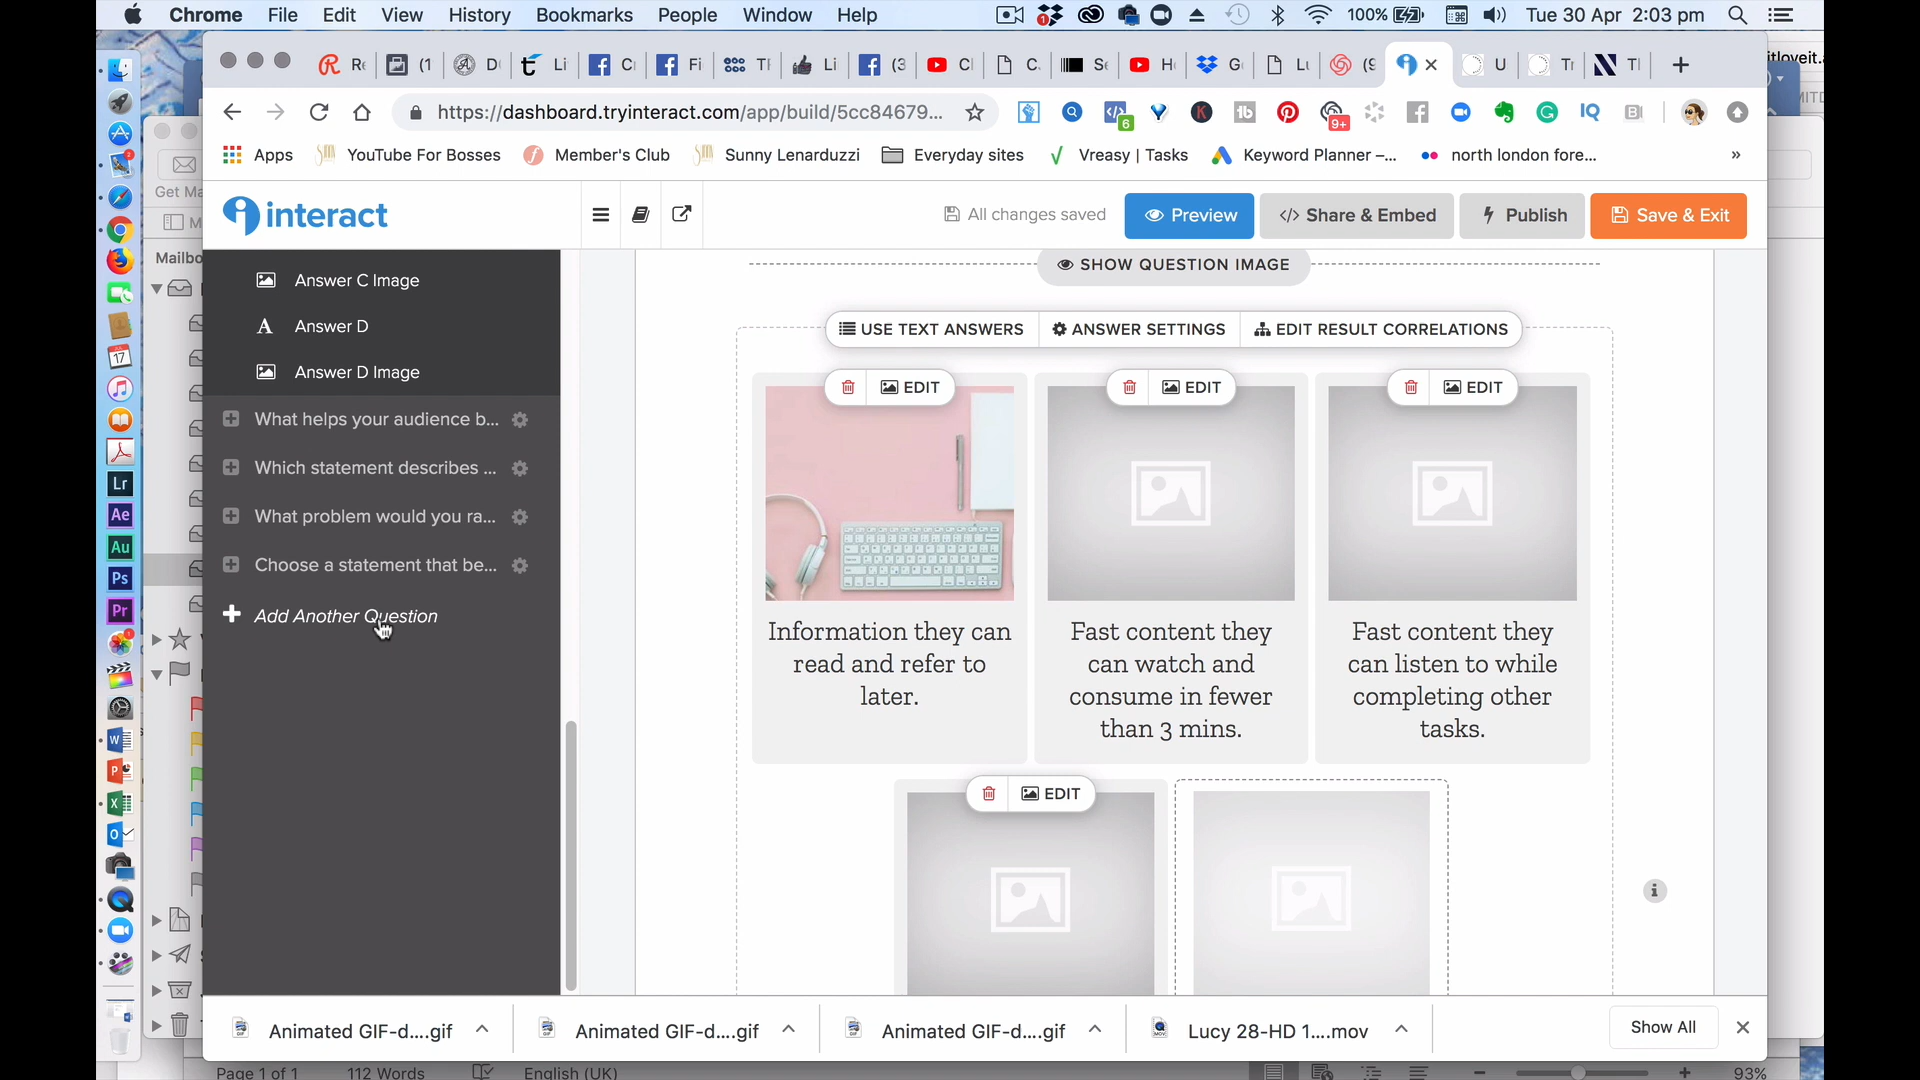 Chrome File Edit View History Bookmarks People Window Help 100% Tue 30 Apr 2:03 pm
itloveit.a
https://dashboard.tryinteract.com/app/build/5cc84679...
Apps YouTube For Bosses Member's Club Sunny Lenarduzzi Everyday sites Vreasy | Tasks Keyword Planner –... north london fore... »
Get Ma
interact All changes saved Preview </> Share & Embed Publish Save & Exit
Mailbo
Answer C Image
Answer D
Answer D Image
What helps your audience b...
Which statement describes ...
What problem would you ra...
Choose a statement that be...
Add Another Question
SHOW QUESTION IMAGE
USE TEXT ANSWERS ANSWER SETTINGS EDIT RESULT CORRELATIONS
EDIT EDIT EDIT
Information they can
read and refer to
later.
Fast content they
can watch and
consume in fewer
than 3 mins.
Fast content they
can listen to while
completing other
tasks.
EDIT
Animated GIF-d....gif Animated GIF-d....gif Animated GIF-d....gif Lucy 28-HD 1....mov Show All
Page 1 of 1 112 Words English (UK) 93%